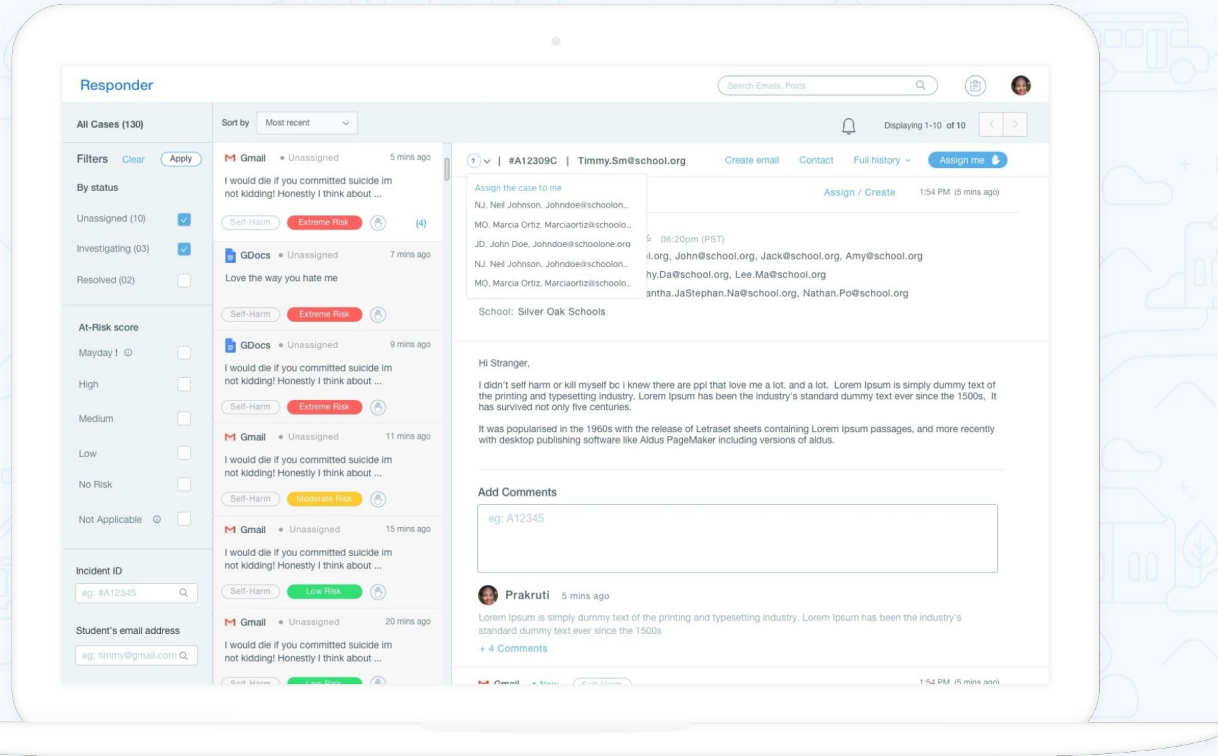 Responder
Search Emails, Posts
All Cases (130)
Sort by Most recent
Displaying 1-10 of 10
Filters Clear Apply
By status
Unassigned (10)
Investigating (03)
Resolved (02)
At-Risk score
Mayday !
High
Medium
Low
No Risk
Not Applicable
Incident ID
eg: #A12345
Student's email address
eg: timmy@gmail.com
Gmail • Unassigned 5 mins ago
I would die if you committed suicide im
not kidding! Honestly I think about ...
Self-Harm Extreme Risk (4)
GDocs • Unassigned 7 mins ago
Love the way you hate me
Self-Harm Extreme Risk
GDocs • Unassigned 9 mins ago
I would die if you committed suicide im
not kidding! Honestly I think about ...
Self-Harm Extreme Risk
Gmail • Unassigned 11 mins ago
I would die if you committed suicide im
not kidding! Honestly I think about ...
Self-Harm Moderate Risk
Gmail • Unassigned 15 mins ago
I would die if you committed suicide im
not kidding! Honestly I think about ...
Self-Harm Low Risk
Gmail • Unassigned 20 mins ago
I would die if you committed suicide im
not kidding! Honestly I think about ...
Self-Harm Low Risk
? | #A12309C | Timmy.Sm@school.org Create email Contact Full history Assign me
Assign the case to me
NJ. Neil Johnson, Johndoe@schoolon...
MO. Marcia Ortiz, Marciaortiz@schoolo...
JD, John Doe, Johndoe@schoolone.org
NJ. Neil Johnson, Johndoe@schoolon...
MO, Marcia Ortiz, Marciaortiz@schoolo...
Assign / Create 1:54 PM (5 mins ago)
06:20pm (PST)
l.org, John@school.org, Jack@school.org, Amy@school.org
hy.Da@school.org, Lee.Ma@school.org
antha.JaStephan.Na@school.org, Nathan.Po@school.org
School: Silver Oak Schools
Hi Stranger,
I didn't self harm or kill myself bc i knew there are ppl that love me a lot. and a lot. Lorem Ipsum is simply dummy text of
the printing and typesetting industry. Lorem Ipsum has been the industry's standard dummy text ever since the 1500s, It
has survived not only five centuries.
It was popularised in the 1960s with the release of Letraset sheets containing Lorem Ipsum passages, and more recently
with desktop publishing software like Aldus PageMaker including versions of aldus.
Add Comments
eg: A12345
Prakruti 5 mins ago
Lorem Ipsum is simply dummy text of the printing and typesetting industry. Lorem Ipsum has been the industry's
standard dummy text ever since the 1500s
+ 4 Comments
Gmail • New Self-Harm 1:54 PM (5 mins ago)